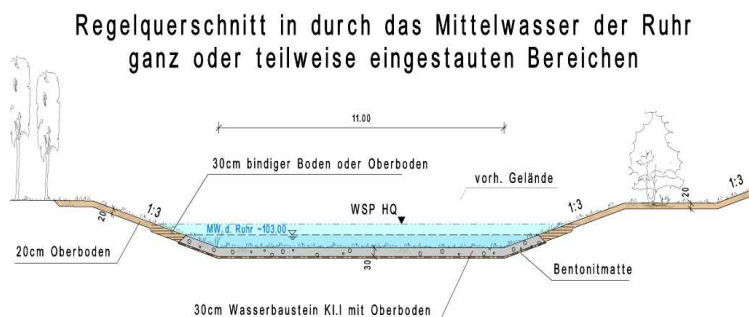 Regelquerschnitt in durch das Mittelwasser der Ruhr
ganz oder teilweise eingestauten Bereichen
11.00
30cm bindiger Boden oder Oberboden
vorh. Gelände
1:3
20
1:3
20
1:3
WSP HQ
MW. d. Ruhr ~103.00
20cm Oberboden
30
Bentonitmatte
30cm Wasserbaustein Kl.I mit Oberboden